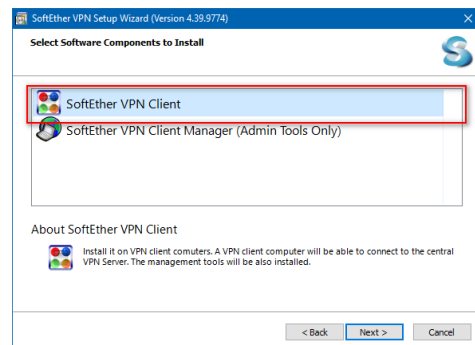 SoftEther VPN Setup Wizard (Version 4.39.9774)
Select Software Components to Install
SoftEther VPN Client
SoftEther VPN Client Manager (Admin Tools Only)
About SoftEther VPN Client
Install it on VPN client comuters. A VPN client computer will be able to connect to the central
VPN Server. The management tools will be also installed.
< Back Next > Cancel